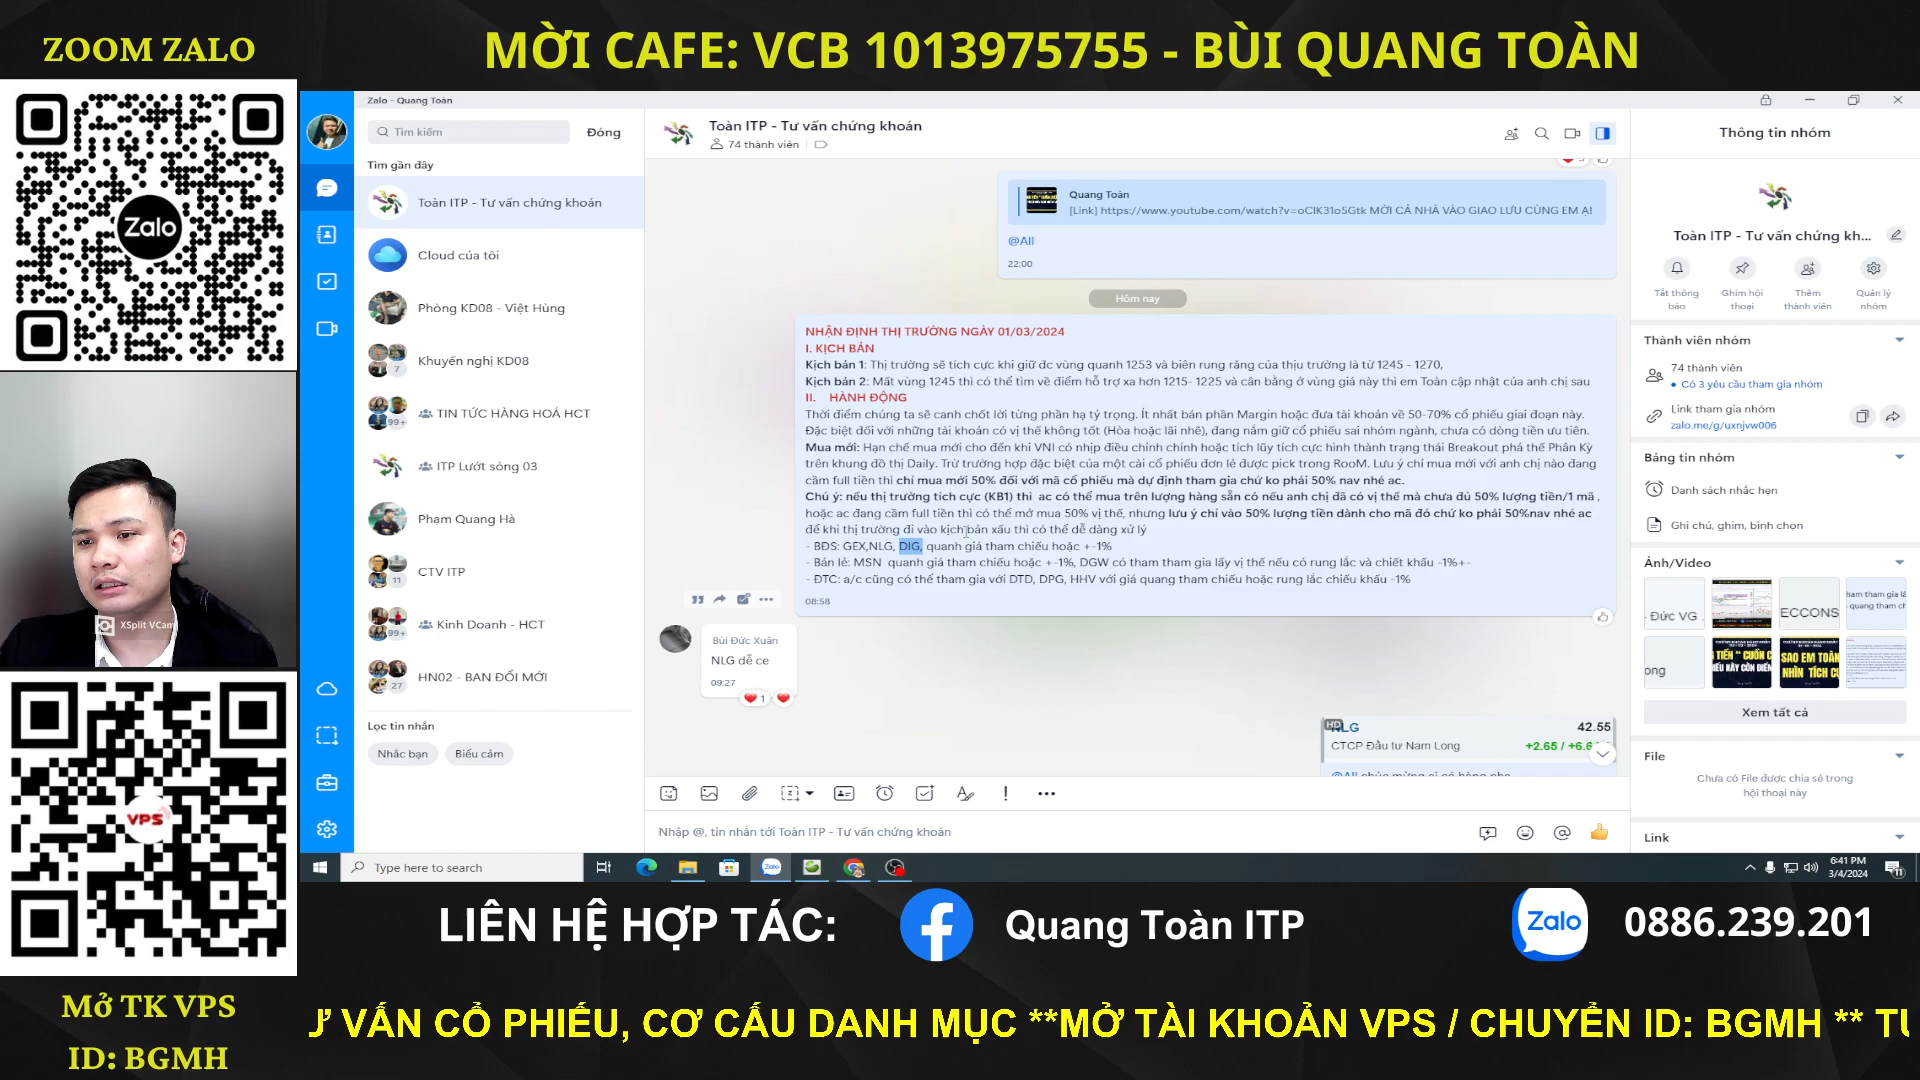 ZOOM ZALO
MỜI CAFE: VCB 1013975755 - BÙI QUANG TOÀN
Zalo
Zalo - Quang Toàn
Tìm kiếm
Đóng
Tìm gần đây
Toàn ITP - Tư vấn chứng khoán
Cloud của tôi
Phòng KD08 - Việt Hùng
Khuyến nghị KD08
7
TIN TỨC HÀNG HOÁ HCT
99+
ITP Lướt sóng 03
Phạm Quang Hà
CTV ITP
11
Kinh Doanh - HCT
99+
HN02 - BAN ĐỔI MỚI
27
Lọc tin nhắn
Nhắc bạn
Biểu cảm
Toàn ITP - Tư vấn chứng khoán
74 thành viên
Quang Toàn
[Link] https://www.youtube.com/watch?v=oCIK31o5Gtk MỜI CẢ NHÀ VÀO GIAO LƯU CÙNG EM Ạ!
@All
22:00
Hôm nay
NHẬN ĐỊNH THỊ TRƯỜNG NGÀY 01/03/2024
I. KỊCH BẢN
Kịch bản 1: Thị trường sẽ tích cực khi giữ đc vùng quanh 1253 và biên rung răng của thịu trường là từ 1245 - 1270,
Kịch bản 2: Mất vùng 1245 thì có thể tìm về điểm hỗ trợ xa hơn 1215- 1225 và cân bằng ở vùng giá này thì em Toàn cập nhật của anh chị sau
II. HÀNH ĐỘNG
Thời điểm chúng ta sẽ canh chốt lời từng phần hạ tỷ trọng. Ít nhất bán phần Margin hoặc đưa tài khoản về 50-70% cổ phiếu giai đoạn này.
Đặc biệt đối với những tài khoản có vị thế không tốt (Hòa hoặc lãi nhẹ), đang nắm giữ cổ phiếu sai nhóm ngành, chưa có dòng tiền ưu tiên.
Mua mới: Hạn chế mua mới cho đến khi VNI có nhịp điều chỉnh chính hoặc tích lũy tích cực hình thành trạng thái Breakout phá thế Phân Kỳ
trên khung đồ thị Daily. Trừ trường hợp đặc biệt của một cài cổ phiếu đơn lẻ được pick trong RooM. Lưu ý chỉ mua mới với anh chị nào đang
cầm full tiền thì chỉ mua mới 50% đối với mã cổ phiếu mà dự định tham gia chứ ko phải 50% nav nhé ac.
Chú ý: nếu thị trường tích cực (KB1) thì ac có thể mua trên lượng hàng sẵn có nếu anh chị đã có vị thế mà chưa đủ 50% lượng tiền/1 mã ,
hoặc ac đang cầm full tiền thì có thể mở mua 50% vị thế, nhưng lưu ý chỉ vào 50% lượng tiền dành cho mã đó chứ ko phải 50%nav nhé ac
để khi thị trường đi vào kịch bản xấu thì có thể dễ dàng xử lý
- BĐS: GEX,NLG, DIG, quanh giá tham chiếu hoặc +-1%
- Bán lẻ: MSN quanh giá tham chiếu hoặc +-1%, DGW có tham tham gia lấy vị thế nếu có rung lắc và chiết khấu -1%+-
- ĐTC: a/c cũng có thể tham gia với DTD, DPG, HHV với giá quang tham chiếu hoặc rung lắc chiếu khấu -1%
08:58
Bùi Đức Xuân
NLG dễ ce
09:27
1
HD
NLG
42.55
CTCP Đầu tư Nam Long
Nhập @, tin nhắn tới Toàn ITP - Tư vấn chứng khoán
Thông tin nhóm
Toàn ITP - Tư vấn chứng kh...
Tắt thông báo
Ghim hội thoại
Thêm thành viên
Quản lý nhóm
Thành viên nhóm
74 thành viên
Có 3 yêu cầu tham gia nhóm
Link tham gia nhóm
zalo.me/g/uxnjvw006
Bảng tin nhóm
Danh sách nhắc hẹn
Ghi chú, ghim, bình chọn
Ảnh/Video
Đức VG
ECCONS
Xem tất cả
File
Chưa có File được chia sẻ trong
hội thoại này
Link
Type here to search
6:41 PM
3/4/2024
11
XSplit VCam
VPS
Mở TK VPS
ID: BGMH
LIÊN HỆ HỢP TÁC:
Quang Toàn ITP
Zalo
0886.239.201
Ư VẤN CỔ PHIẾU, CƠ CẤU DANH MỤC **MỞ TÀI KHOẢN VPS / CHUYỂN ID: BGMH **